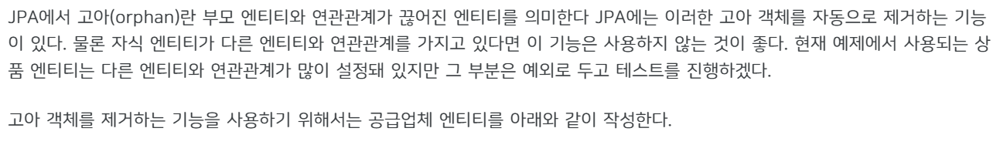 JPA에서 고아(orphan)란 부모 엔티티와 연관관계가 끊어진 엔티티를 의미한다 JPA에는 이러한 고아 객체를 자동으로 제거하는 기능
이 있다. 물론 자식 엔티티가 다른 엔티티와 연관관계를 가지고 있다면 이 기능은 사용하지 않는 것이 좋다. 현재 예제에서 사용되는 상
품 엔티티는 다른 엔티티와 연관관계가 많이 설정돼 있지만 그 부분은 예외로 두고 테스트를 진행하겠다.
고아 객체를 제거하는 기능을 사용하기 위해서는 공급업체 엔티티를 아래와 같이 작성한다.